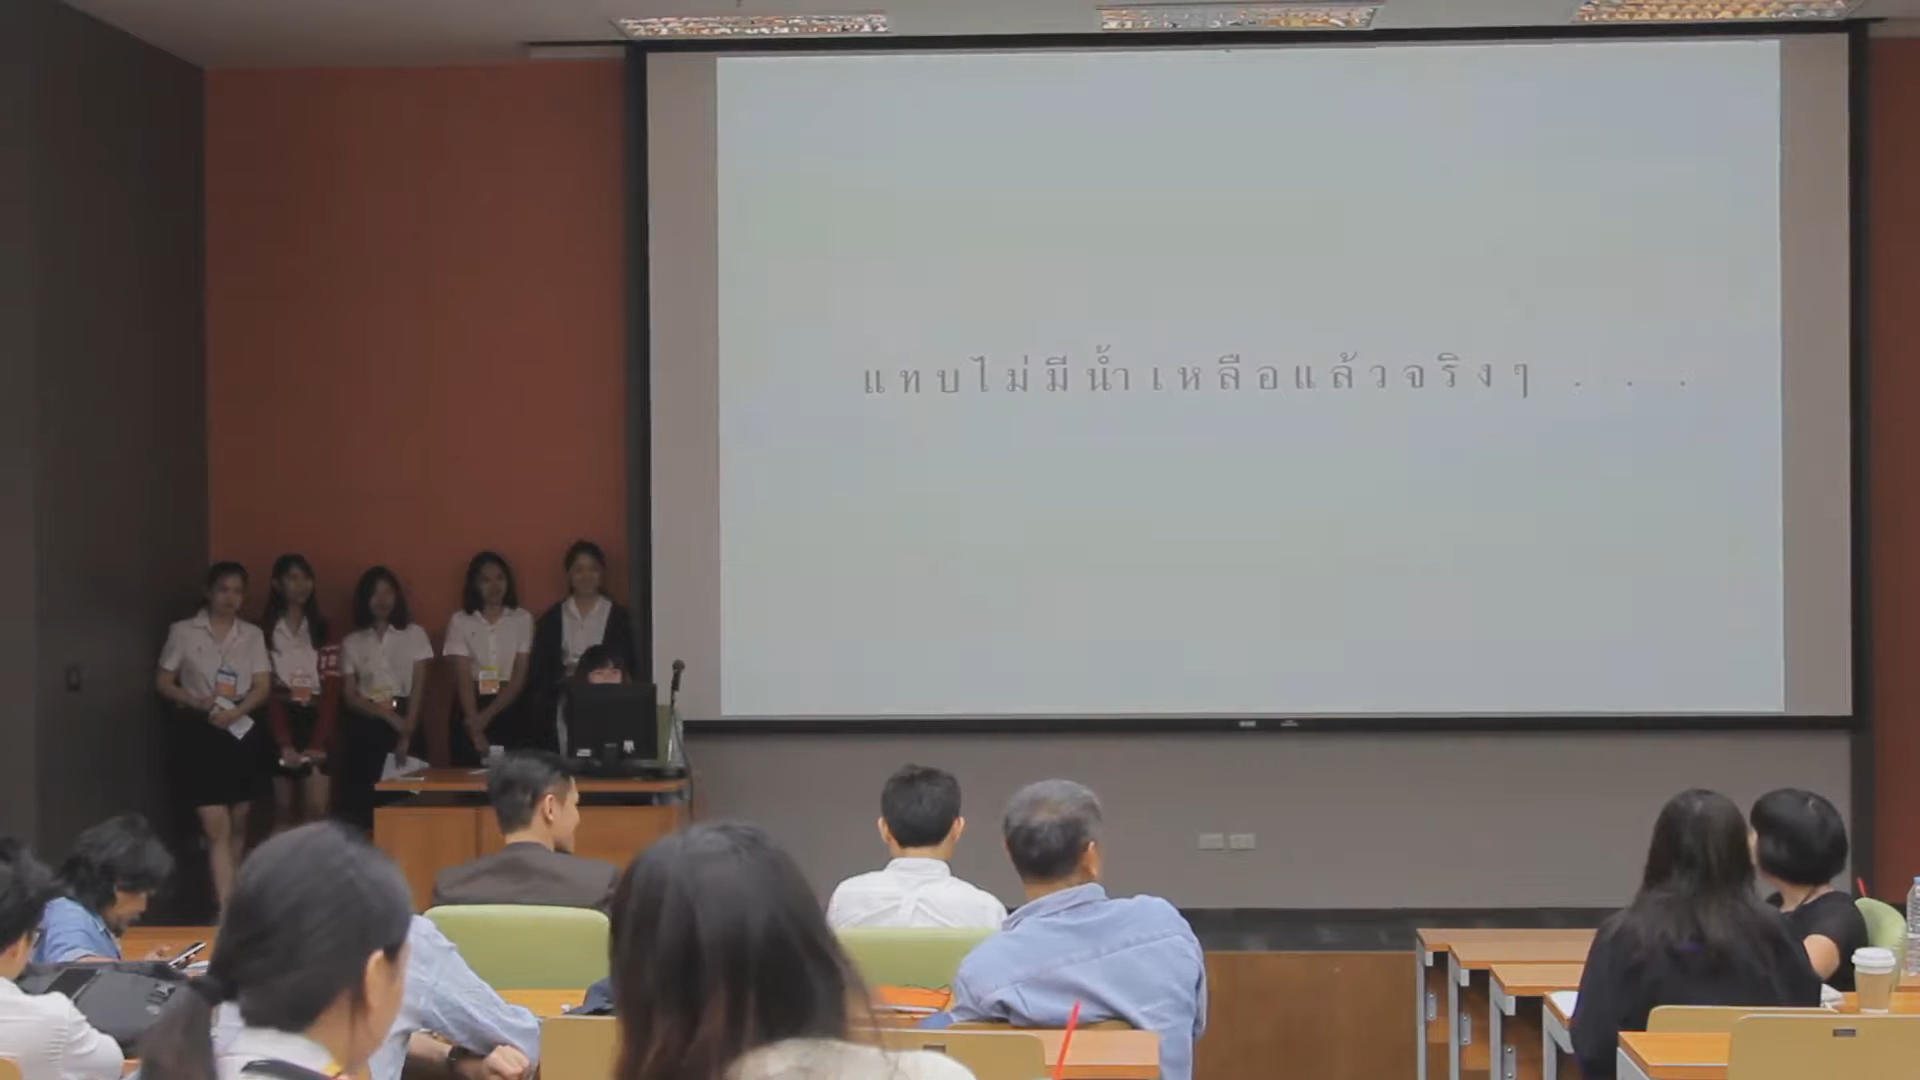 แทบไม่มีน้ำเหลือแล้วจริงๆ . . .